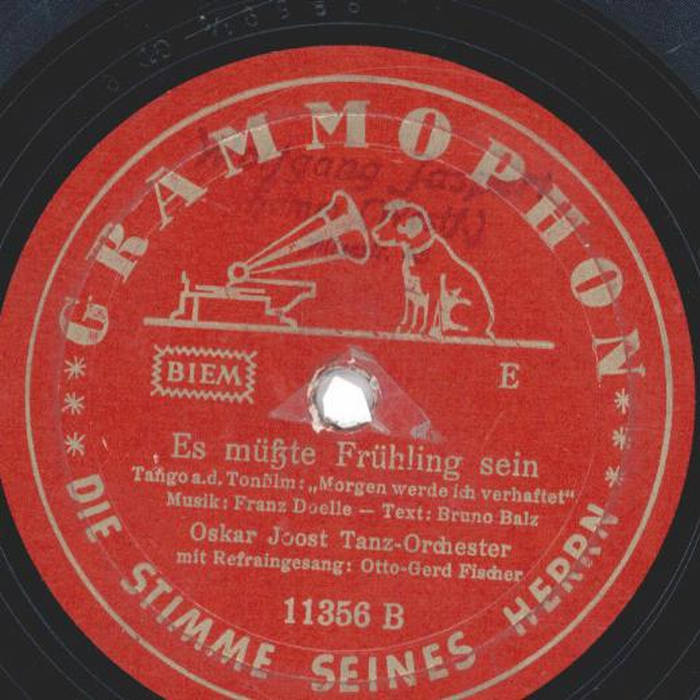 GRAMMOPHON
Wolfgang
BIEM
E
Es müßte Frühling sein
Tango a.d. Tonfilm: „Morgen werde ich verhaftet“
Musik: Franz Doelle — Text: Bruno Balz
Oskar Joost Tanz-Orchester
mit Refraingesang: Otto-Gerd Fischer
11356 B
*** DIE STIMME SEINES HERRN ***